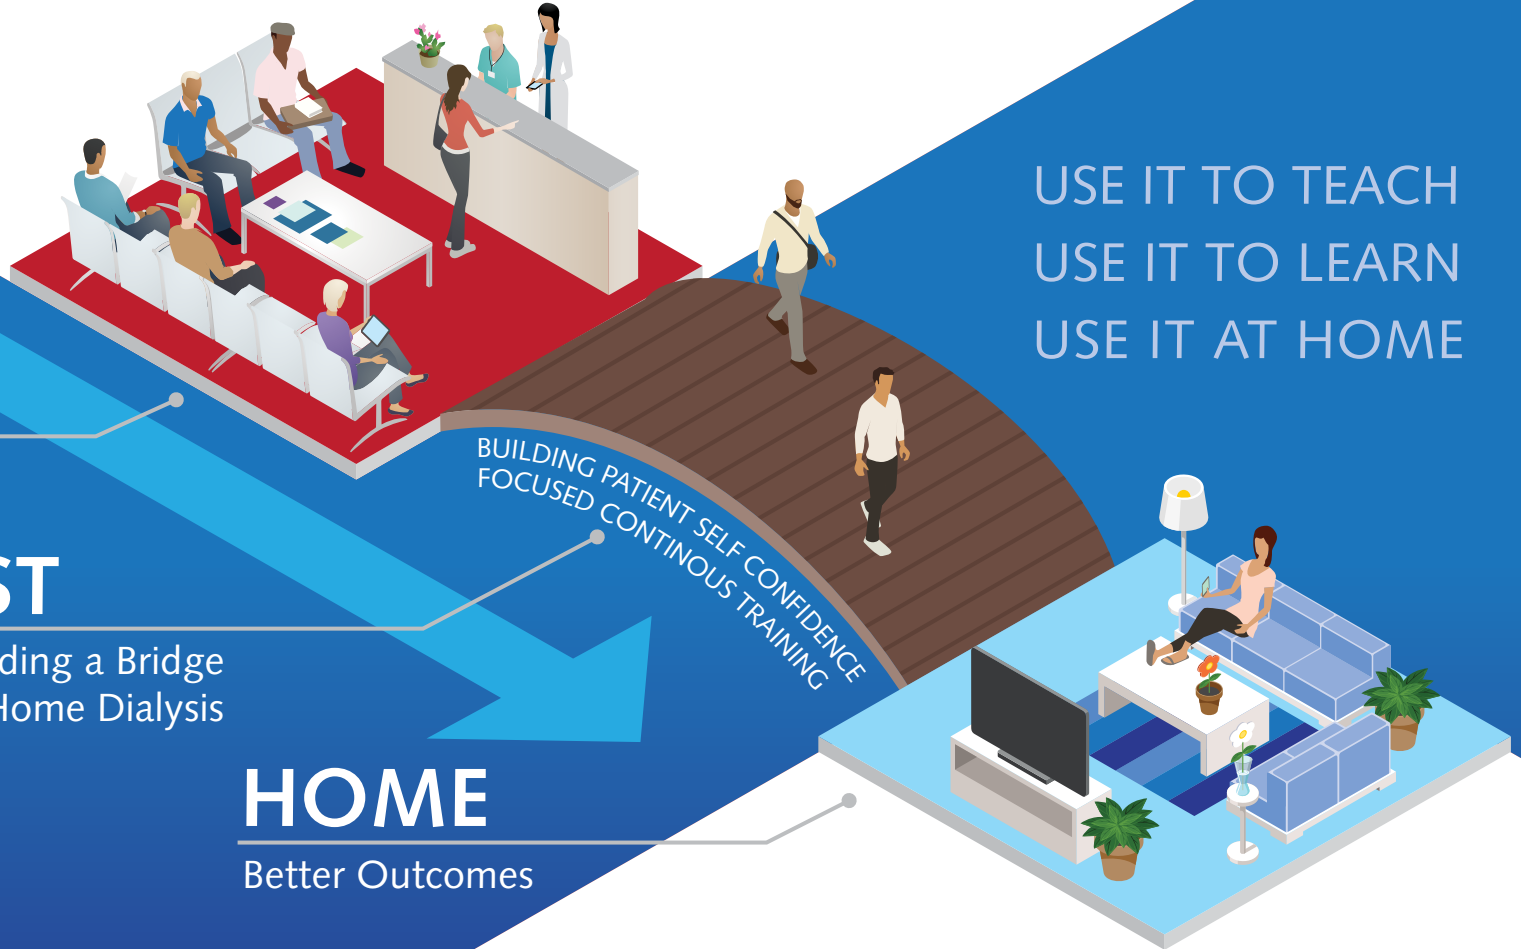 USE IT TO TEACH
USE IT TO LEARN
USE IT AT HOME
BUILDING PATIENT SELF CONFIDENCE
FOCUSED CONTINOUS TRAINING
ST
ding a Bridge
Home Dialysis
HOME
Better Outcomes